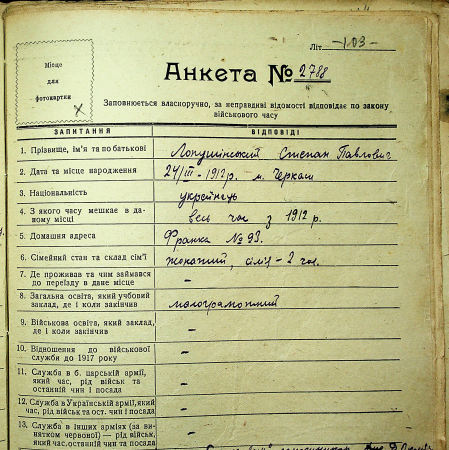 Літ. -103-
Місце
для
фотокартки
Анкета № 2788
Заповнюється власноручно, за неправдиві відомості відповідає по закону
військового часу
ЗАПИТАННЯ ВІДПОВІДІ
1. Прізвище, ім'я та по батькові Лопушінський Степан Павлович
2. Дата та місце народження 24/III-1912 р. м. Черкаси
3. Національність українець
4. З якого часу мешкає в да-
ному місці весь час з 1912 р.
5. Домашня адреса Франка № 93.
6. Сімейний стан та склад сім'ї жонатий, сім'я - 2 чол.
7. Де проживав та чим займався
до переїзду в дане місце -
8. Загальна освіта, який учбовий
заклад, де і коли закінчив малограмотний
9. Військова освіта, який заклад,
де і коли закінчив -
10. Відношення до військової
служби до 1917 року -
11. Служба в б. царській армії,
який час, рід військ та
останній чин і посада -
12. Служба в Українській армії, який
час, рід військ та ост. чин і посада -
13. Служба в інших арміях (за ви-
нятком червоної) — рід військ,
який час, останній чин та посада -